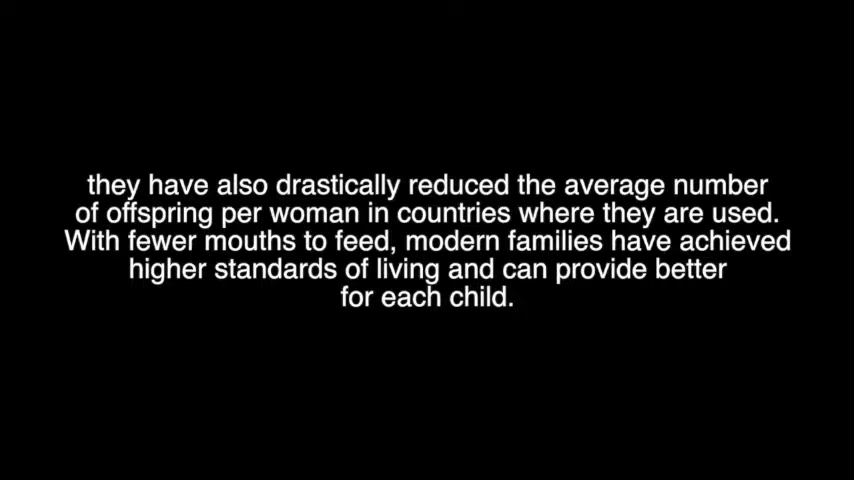 they have also drastically reduced the average number
of offspring per woman in countries where they are used.
With fewer mouths to feed, modern families have achieved
higher standards of living and can provide better
for each child.